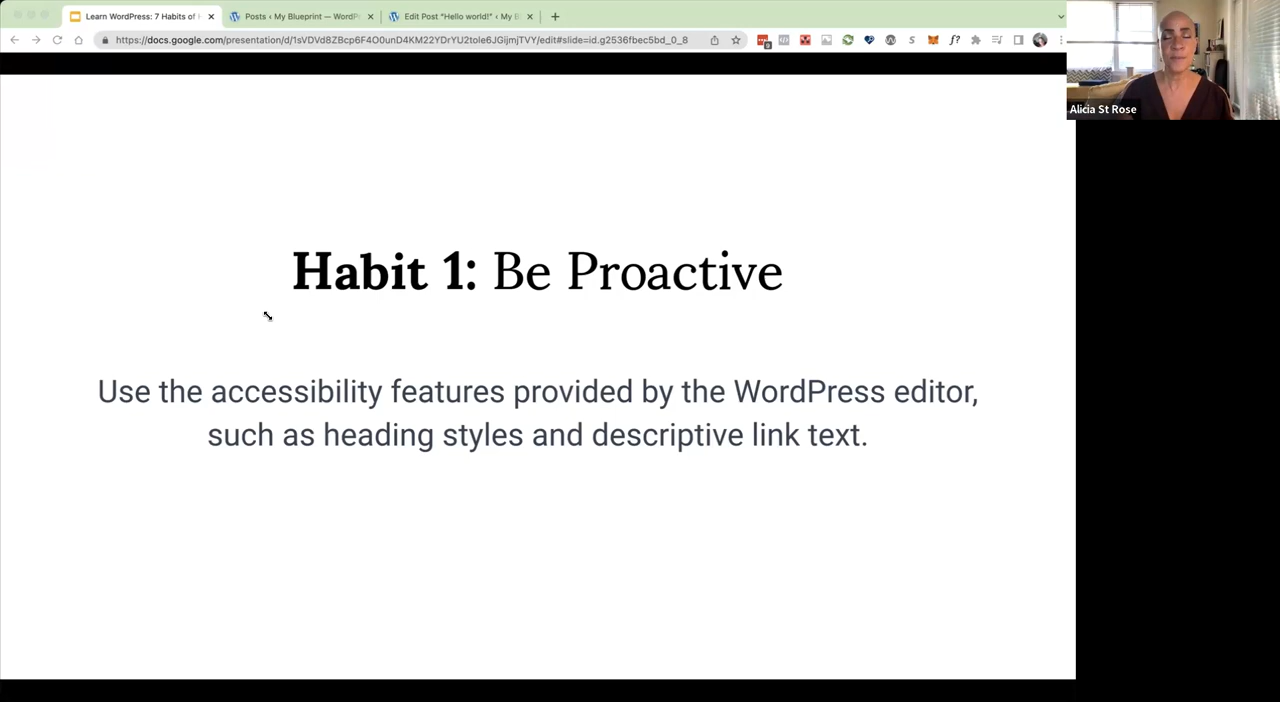 Learn WordPress: 7 Habits of H
Posts ‹ My Blueprint — WordPr
Edit Post "Hello world!" ‹ My B
https://docs.google.com/presentation/d/1sVDVd8ZBcp6F4O0unD4KM22YDrYU2tole6JGijmjTVY/edit#slide=id.g2536fbec5bd_0_8
Alicia St Rose
Habit 1: Be Proactive
Use the accessibility features provided by the WordPress editor,
such as heading styles and descriptive link text.